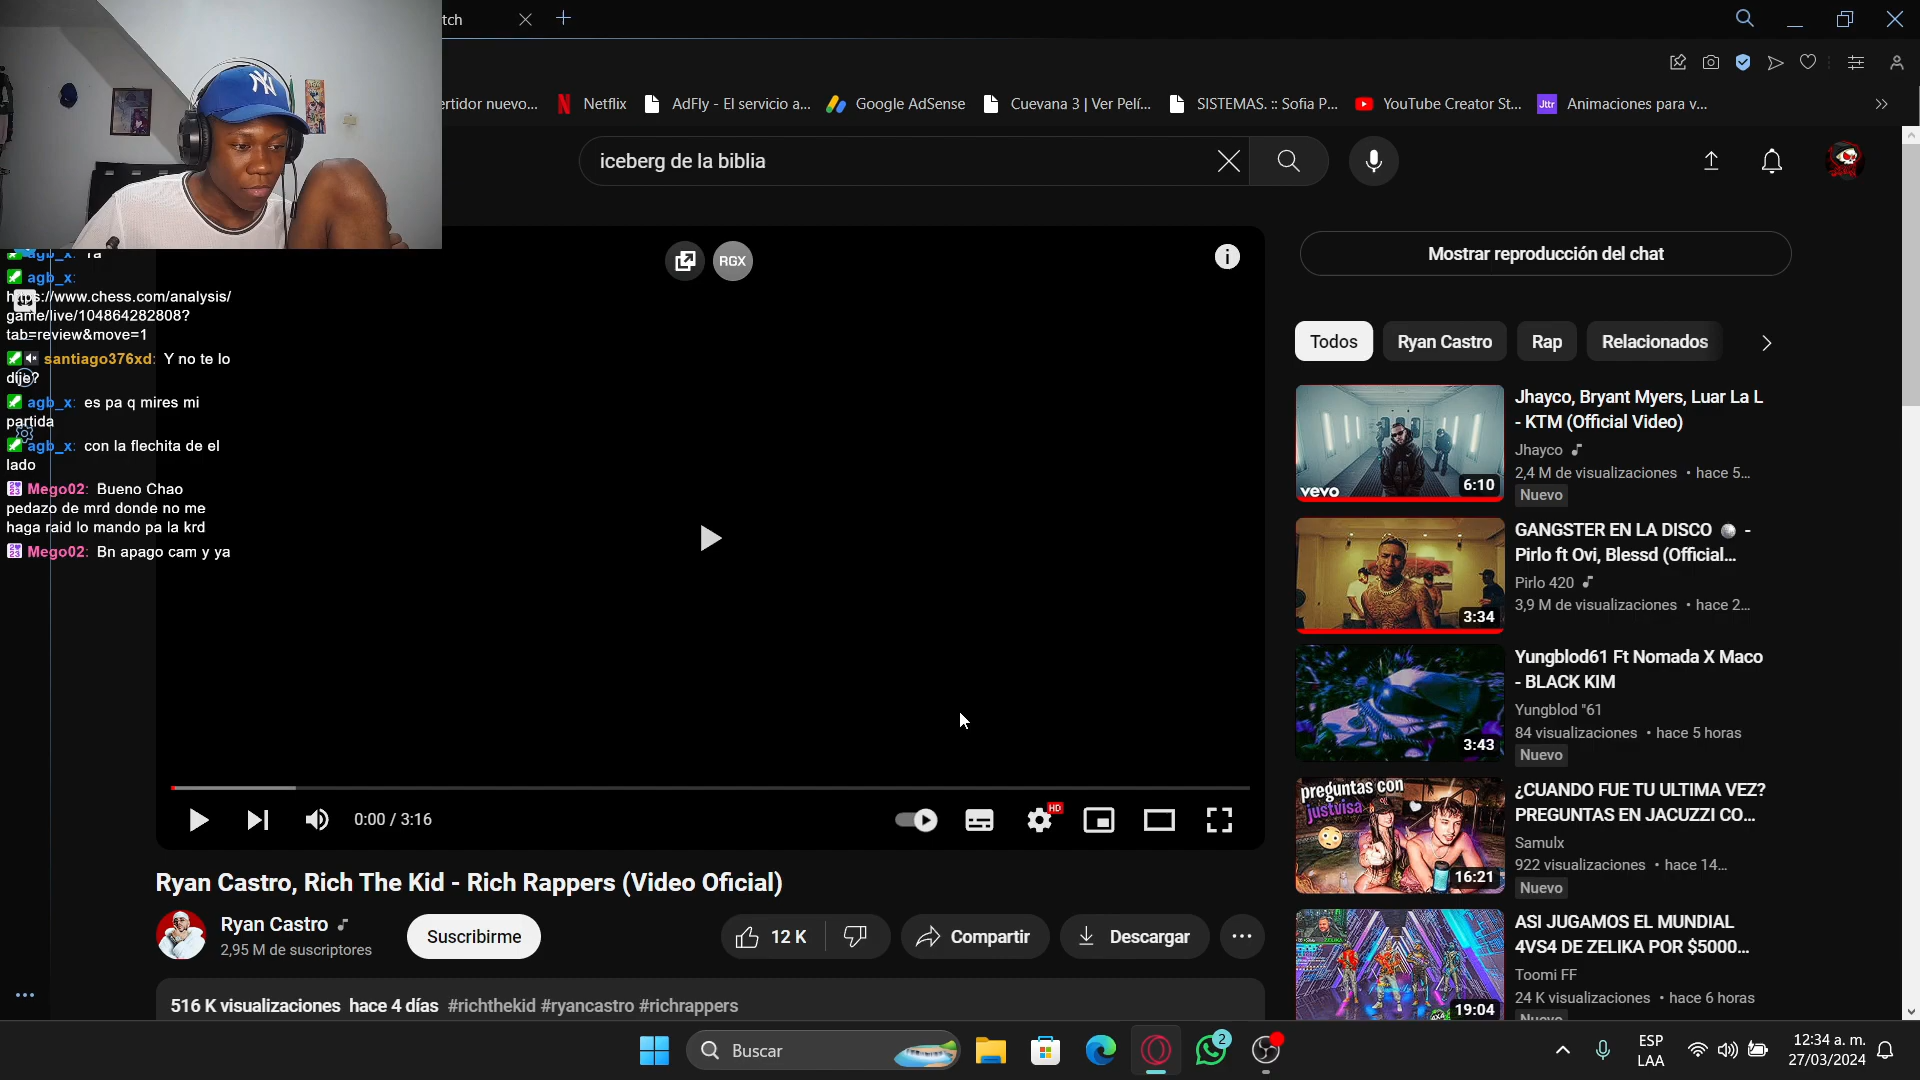 tch
ertidor nuevo...
Netflix
AdFly - El servicio a...
Google AdSense
Cuevana 3 | Ver Pelí...
SISTEMAS. :: Sofia P...
YouTube Creator St...
Jttr
Animaciones para v...
NY
iceberg de la biblia
agb_x: Ya
agb_x:
https://www.chess.com/analysis/
game/live/104864282808?
tab=review&move=1
santiago376xd: Y no te lo
dije?
agb_x: es pa q mires mi
partida
agb_x: con la flechita de el
lado
Mego02: Bueno Chao
pedazo de mrd donde no me
haga raid lo mando pa la krd
Mego02: Bn apago cam y ya
RGX
0:00 / 3:16
HD
Ryan Castro, Rich The Kid - Rich Rappers (Video Oficial)
Ryan Castro
2,95 M de suscriptores
Suscribirme
12 K
Compartir
Descargar
516 K visualizaciones hace 4 días #richthekid #ryancastro #richrappers
Mostrar reproducción del chat
Todos
Ryan Castro
Rap
Relacionados
vevo
6:10
Jhayco, Bryant Myers, Luar La L
- KTM (Official Video)
Jhayco
2,4 M de visualizaciones • hace 5...
Nuevo
3:34
GANGSTER EN LA DISCO 🪩 -
Pirlo ft Ovi, Blessd (Official...
Pirlo 420
3,9 M de visualizaciones • hace 2...
3:43
Yungblod61 Ft Nomada X Maco
- BLACK KIM
Yungblod "61
84 visualizaciones • hace 5 horas
Nuevo
preguntas con
justvisa
16:21
¿CUANDO FUE TU ULTIMA VEZ?
PREGUNTAS EN JACUZZI CO...
Samulx
922 visualizaciones • hace 14...
Nuevo
19:04
ASI JUGAMOS EL MUNDIAL
4VS4 DE ZELIKA POR $5000...
Toomi FF
24 K visualizaciones • hace 6 horas
Nuevo
Buscar
2
ESP
LAA
12:34 a. m.
27/03/2024